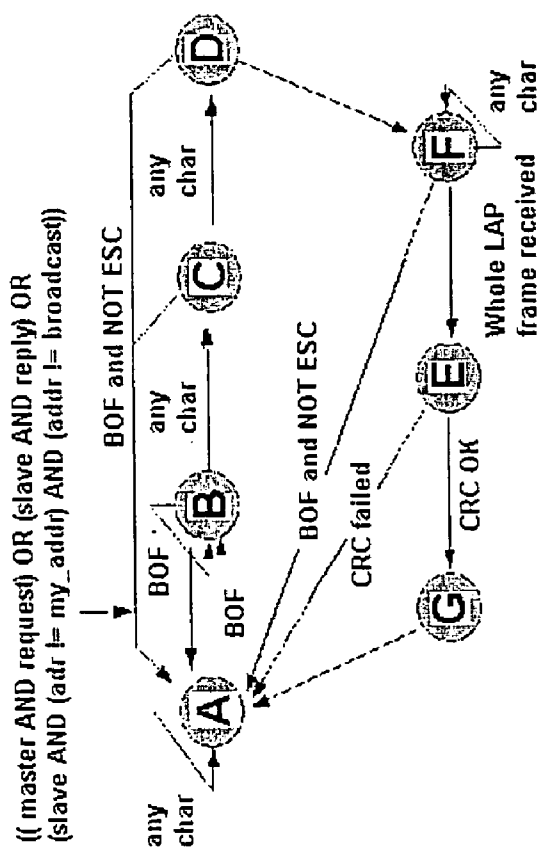 (( master AND request) OR (slave AND reply) OR
(slave AND (adr != my_addr) AND (addr != broadcast))
BOF and NOT ESC
any
char
A
BOF
BOF
B
any
char
C
any
char
D
BOF and NOT ESC
CRC failed
G
CRC OK
E
Whole LAP
frame received
F
any
char